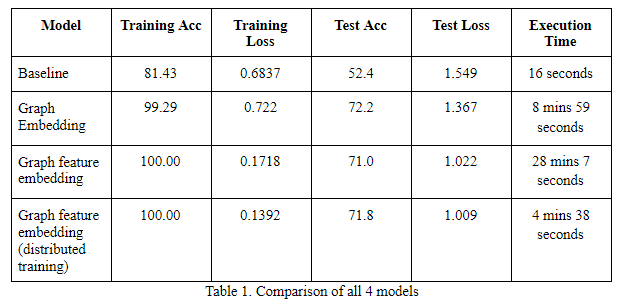 Model Training Acc Training Loss Test Acc Test Loss Execution Time
Baseline 81.43 0.6837 52.4 1.549 16 seconds
Graph Embedding 99.29 0.722 72.2 1.367 8 mins 59 seconds
Graph feature embedding 100.00 0.1718 71.0 1.022 28 mins 7 seconds
Graph feature embedding (distributed training) 100.00 0.1392 71.8 1.009 4 mins 38 seconds
Table 1. Comparison of all 4 models